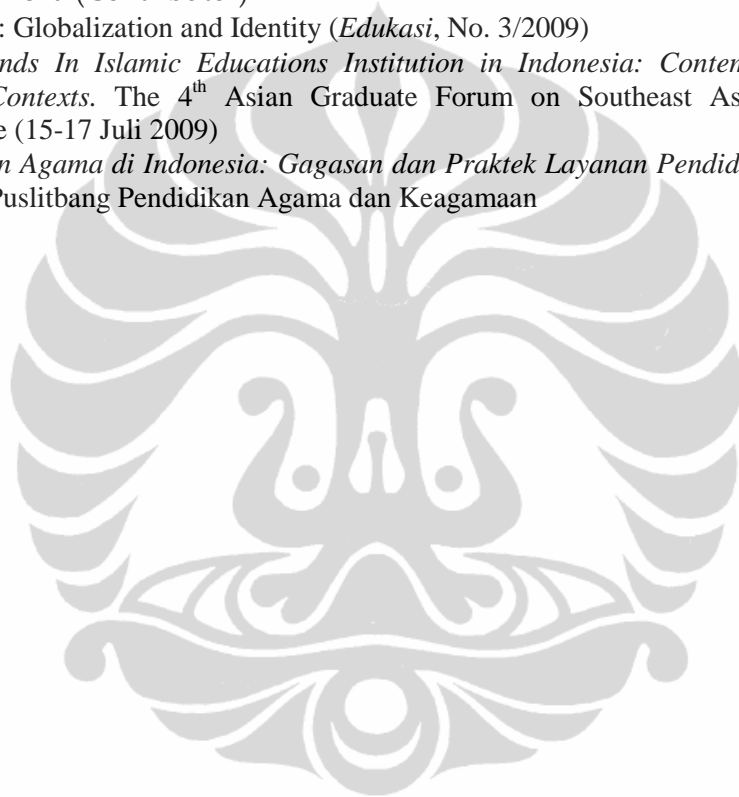 : Globalization and Identity (Edukasi, No. 3/2009)
nds In Islamic Educations Institution in Indonesia: Conten
Contexts. The 4th Asian Graduate Forum on Southeast As
e (15-17 Juli 2009)
n Agama di Indonesia: Gagasan dan Praktek Layanan Pendid
Puslitbang Pendidikan Agama dan Keagamaan